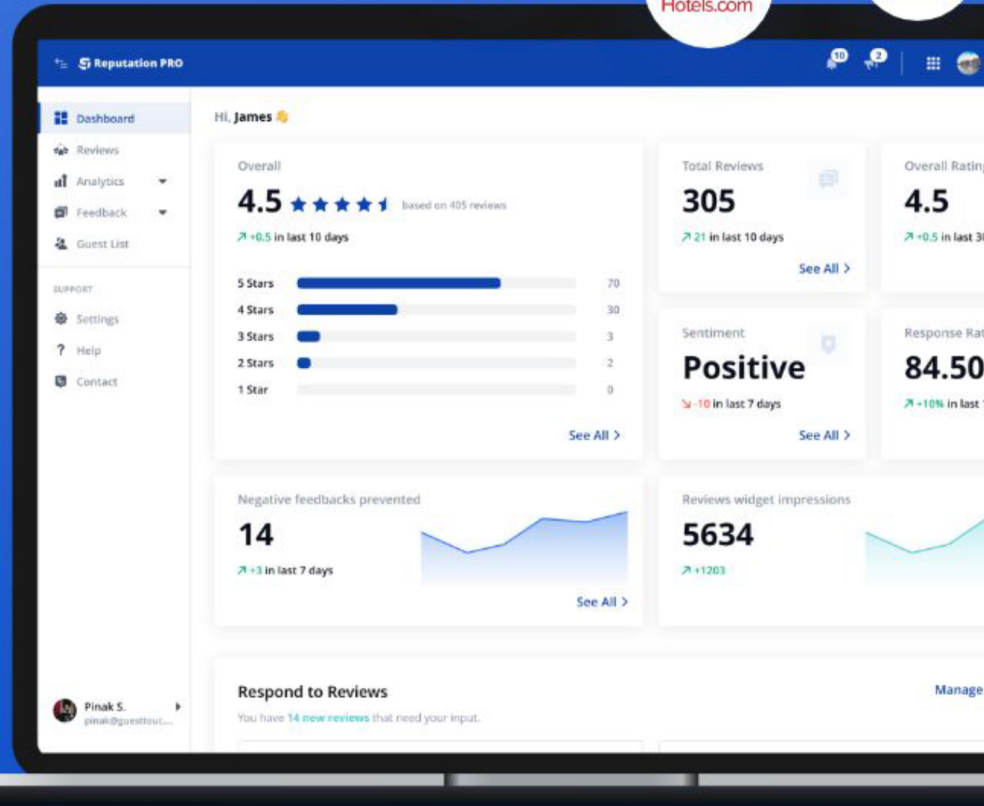 Hotels.com
Reputation PRO
10
2
Dashboard
Reviews
Analytics
Feedback
Guest List
SUPPORT
Settings
Help
Contact
Pinak S.
Hi, James 👋
Overall
4.5 based on 405 reviews
+0.5 in last 10 days
5 Stars 70
4 Stars 30
3 Stars 3
2 Stars 2
1 Star 0
See All >
Total Reviews
305
21 in last 10 days
See All >
Overall Rating
4.5
+0.5 in last 30
Sentiment
Positive
-10 in last 7 days
See All >
Response Rat
84.50
+10% in last
Negative feedbacks prevented
14
+3 in last 7 days
See All >
Reviews widget impressions
5634
+1203
Respond to Reviews
Manage
You have 14 new reviews that need your input.